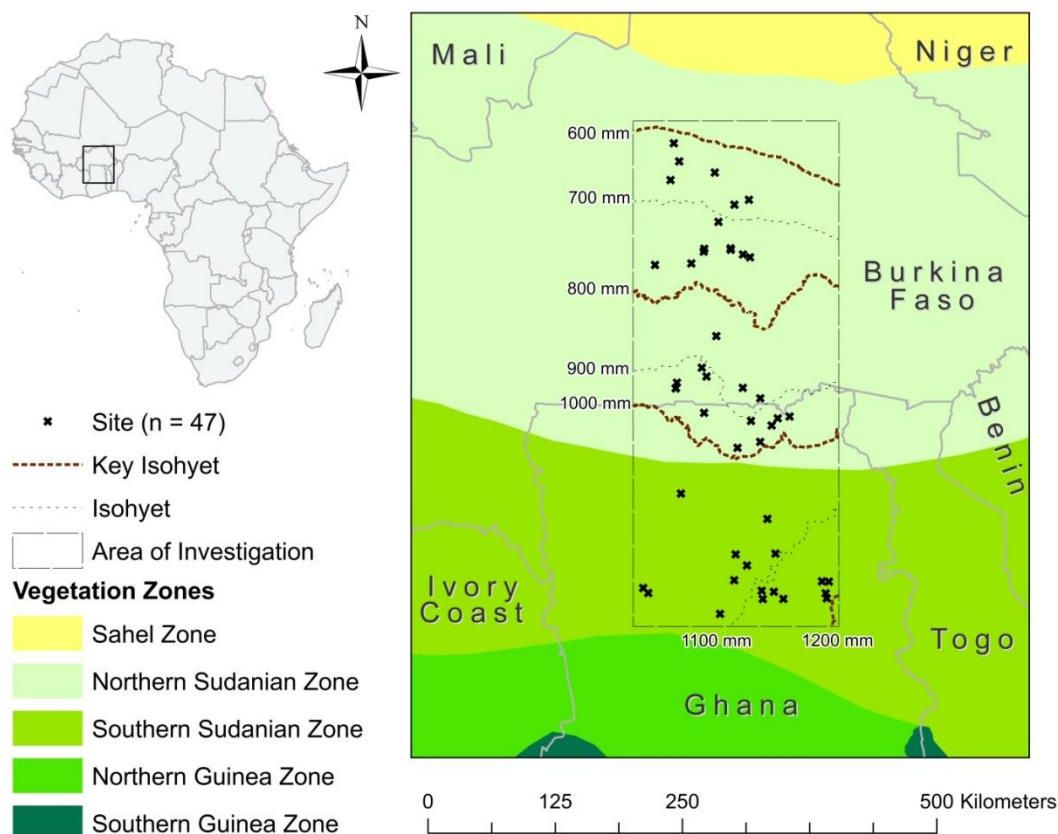 N
Site (n = 47)
Key Isohyet
Isohyet
Area of Investigation
Vegetation Zones
Sahel Zone
Northern Sudanian Zone
Southern Sudanian Zone
Northern Guinea Zone
Southern Guinea Zone
Mali
Niger
600 mm
700 mm
800 mm
Burkina
Faso
900 mm
1000 mm
Benin
Ivory
Coast
1100 mm
1200 mm
Togo
Ghana
0 125 250 500 Kilometers